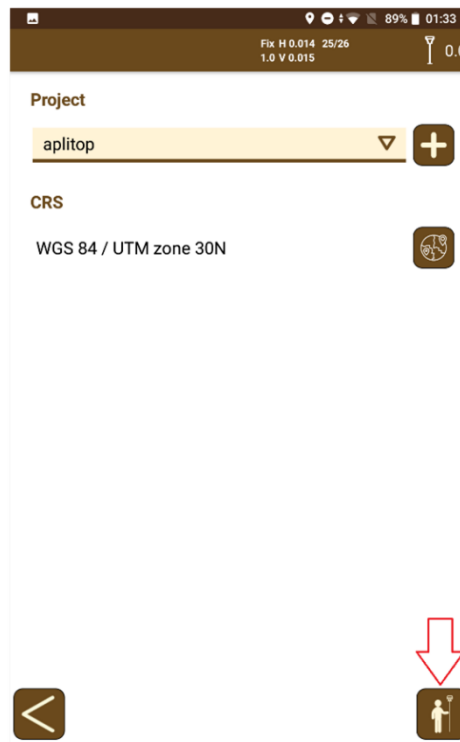 89% 01:33
Fix H 0.014 25/26
1.0 V 0.015
Project
aplitop
CRS
WGS 84 / UTM zone 30N